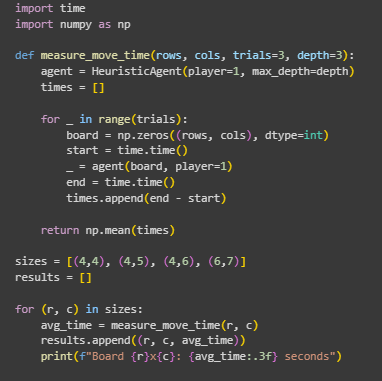 import time
import numpy as np

def measure_move_time(rows, cols, trials=3, depth=3):
    agent = HeuristicAgent(player=1, max_depth=depth)
    times = []

    for _ in range(trials):
        board = np.zeros((rows, cols), dtype=int)
        start = time.time()
        _ = agent(board, player=1)
        end = time.time()
        times.append(end - start)

    return np.mean(times)

sizes = [(4,4), (4,5), (4,6), (6,7)]
results = []

for (r, c) in sizes:
    avg_time = measure_move_time(r, c)
    results.append((r, c, avg_time))
    print(f"Board {r}x{c}: {avg_time:.3f} seconds")